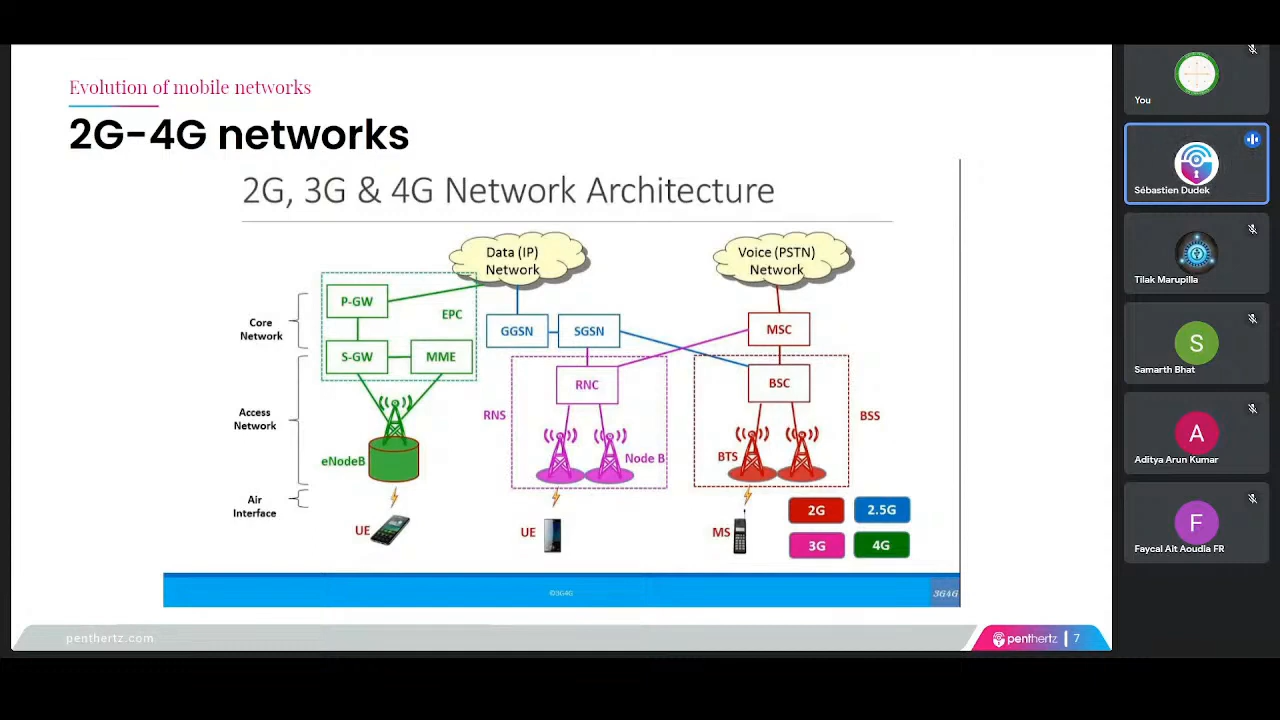 Evolution of mobile networks
2G-4G networks
2G, 3G & 4G Network Architecture
Data (IP)
Network
Voice (PSTN)
Network
P-GW
EPC
GGSN
SGSN
MSC
Core
Network
S-GW
MME
RNC
BSC
RNS
BSS
Access
Network
eNodeB
Node B
BTS
Air
Interface
UE
UE
MS
2G
2.5G
3G
4G
©3G4G
3G4G
penthertz.com
penthertz
7
You
Sébastien Dudek
Tilak Marupilla
S
Samarth Bhat
A
Aditya Arun Kumar
F
Faycal Alt Aoudia FR